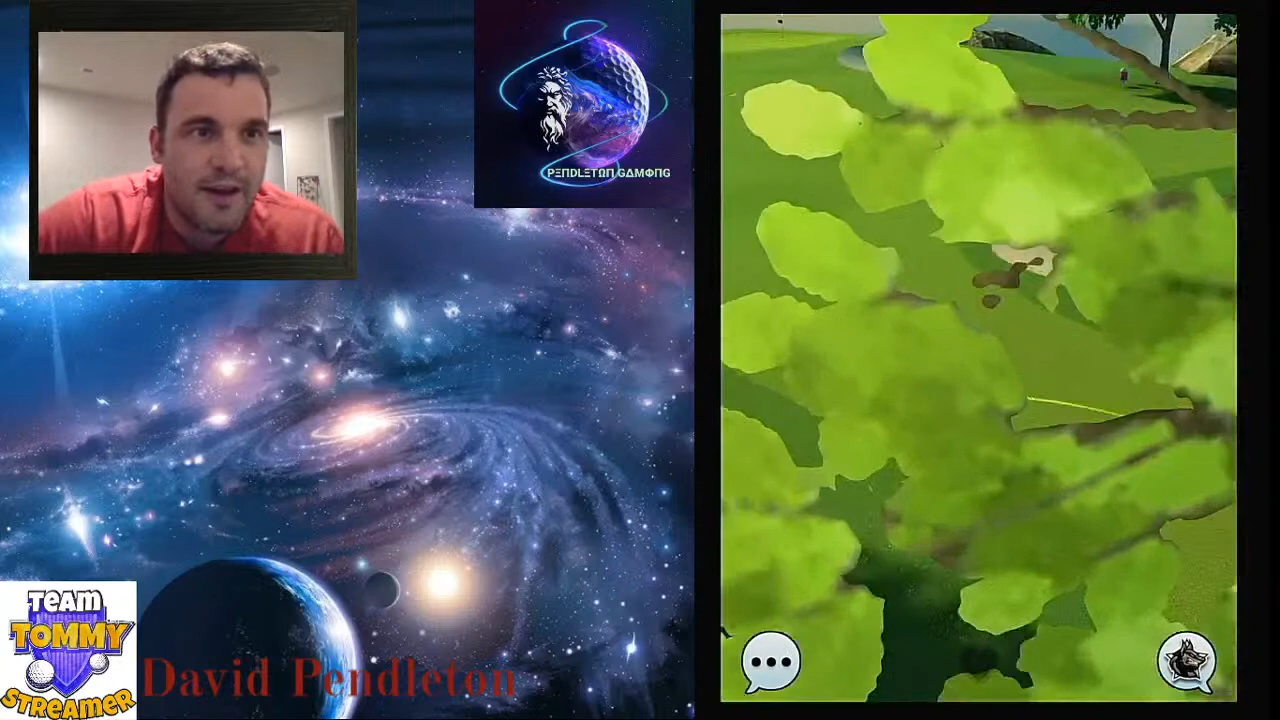 PENDLETON GAMING
TEAM
TOMMY
STREAMER
David Pendleton